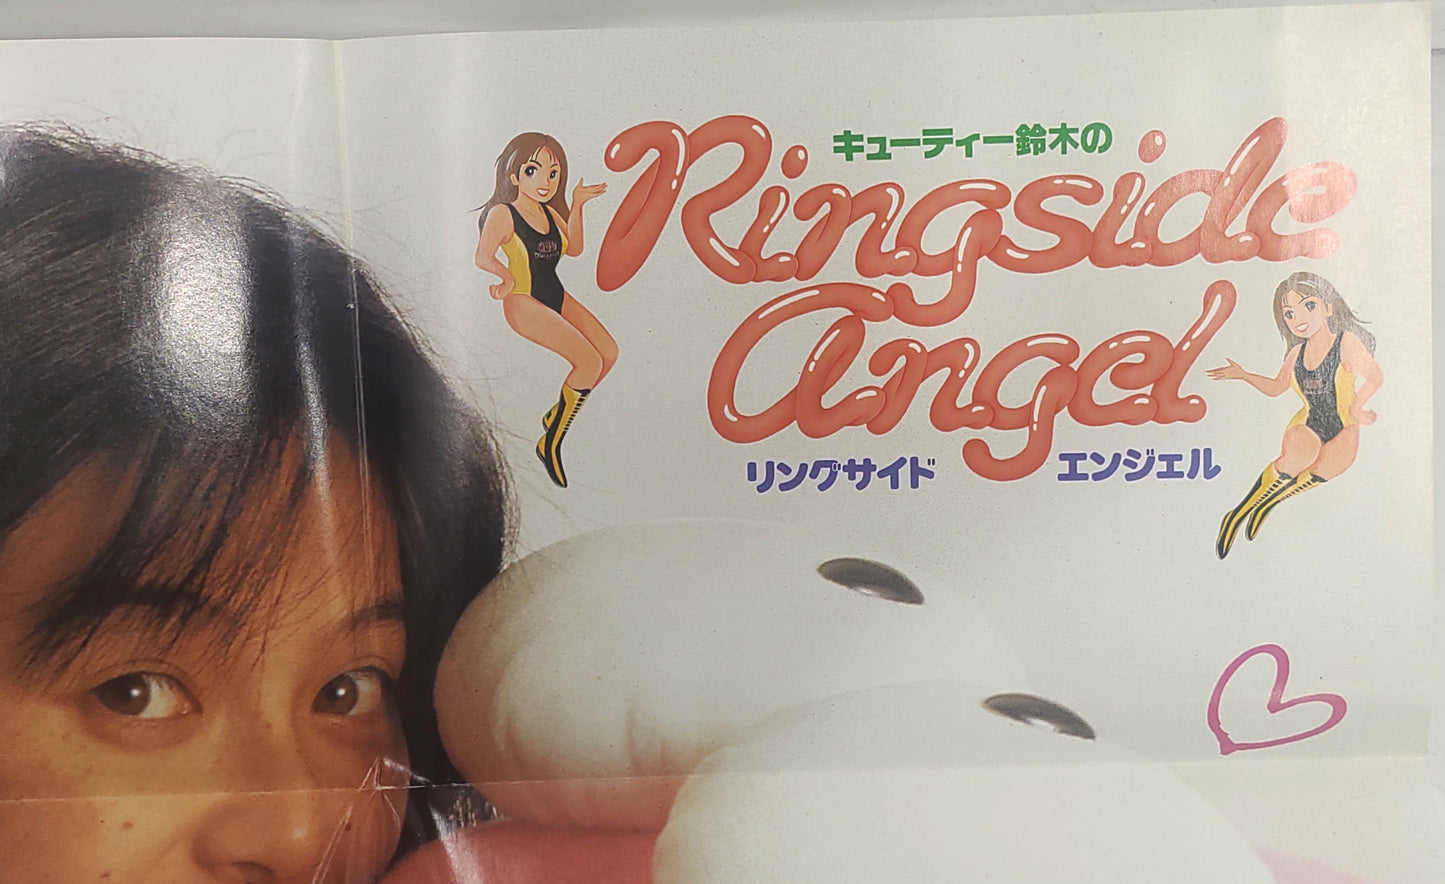 キューティー鈴木の
Ringside
Angel
リングサイド エンジェル